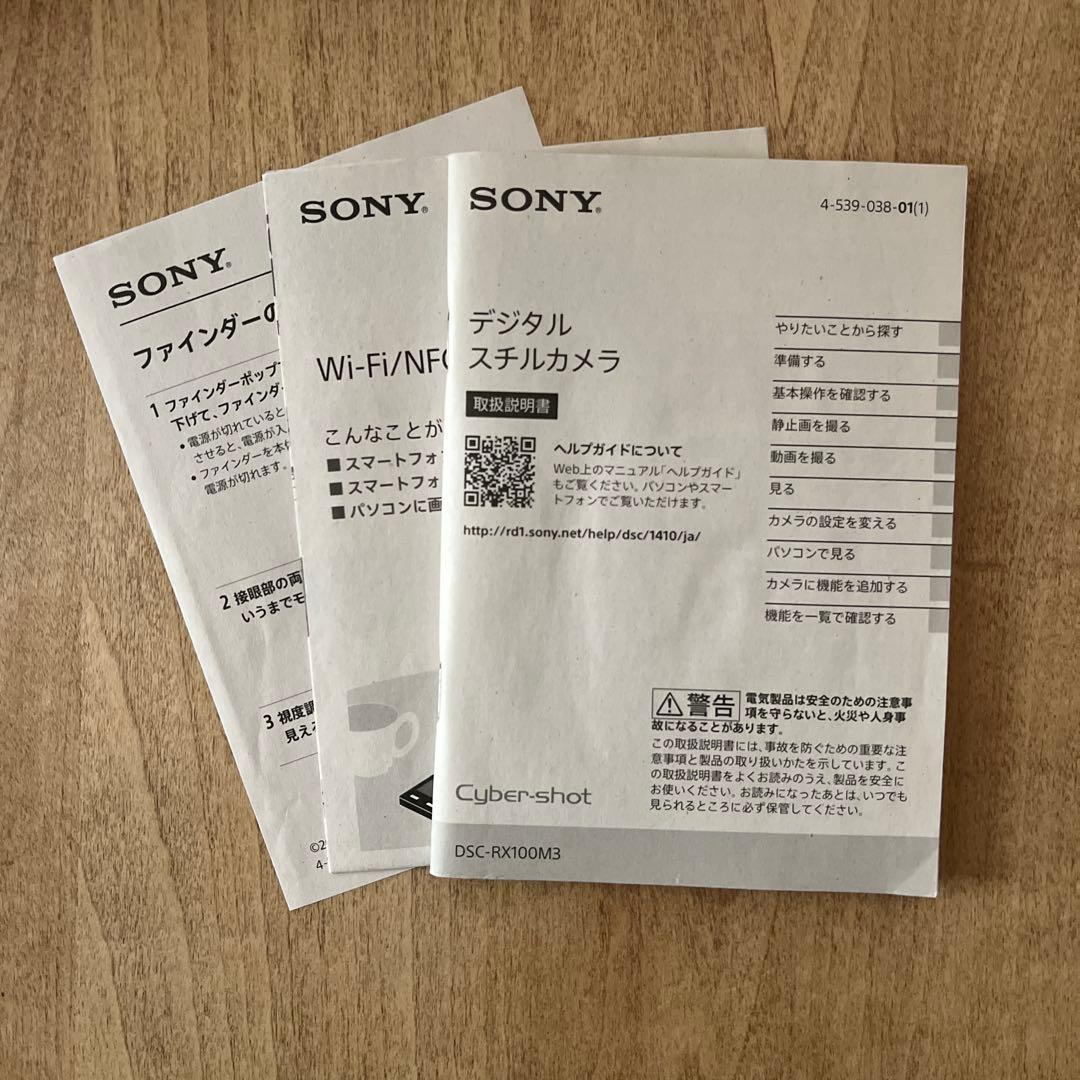 SONY®
ファインダーの
1 ファインダーポップ
下げて、ファインダ
• 電源が切れていると
させると、電源が入
• ファインダーを本
電源が切れます。
2 接眼部の両
いうまでモ
3 視度調
見え
©2
4-
SONY®
Wi-Fi/NFC
こんなことが
■ スマートフォ
■ スマートフォ
■ パソコンに画
SONY®
4-539-038-01(1)
デジタル
スチルカメラ
取扱説明書
ヘルプガイドについて
Web上のマニュアル「ヘルプガイド」
もご覧ください。パソコンやスマー
トフォンでご覧いただけます。
http://rd1.sony.net/help/dsc/1410/ja/
やりたいことから探す
準備する
基本操作を確認する
静止画を撮る
動画を撮る
見る
カメラの設定を変える
パソコンで見る
カメラに機能を追加する
機能を一覧で確認する
警告 電気製品は安全のための注意事
項を守らないと、火災や人身事
故になることがあります。
この取扱説明書には、事故を防ぐための重要な注
意事項と製品の取り扱いかたを示しています。こ
の取扱説明書をよくお読みのうえ、製品を安全に
お使いください。お読みになったあとは、いつでも
見られるところに必ず保管してください。
Cyber-shot
DSC-RX100M3